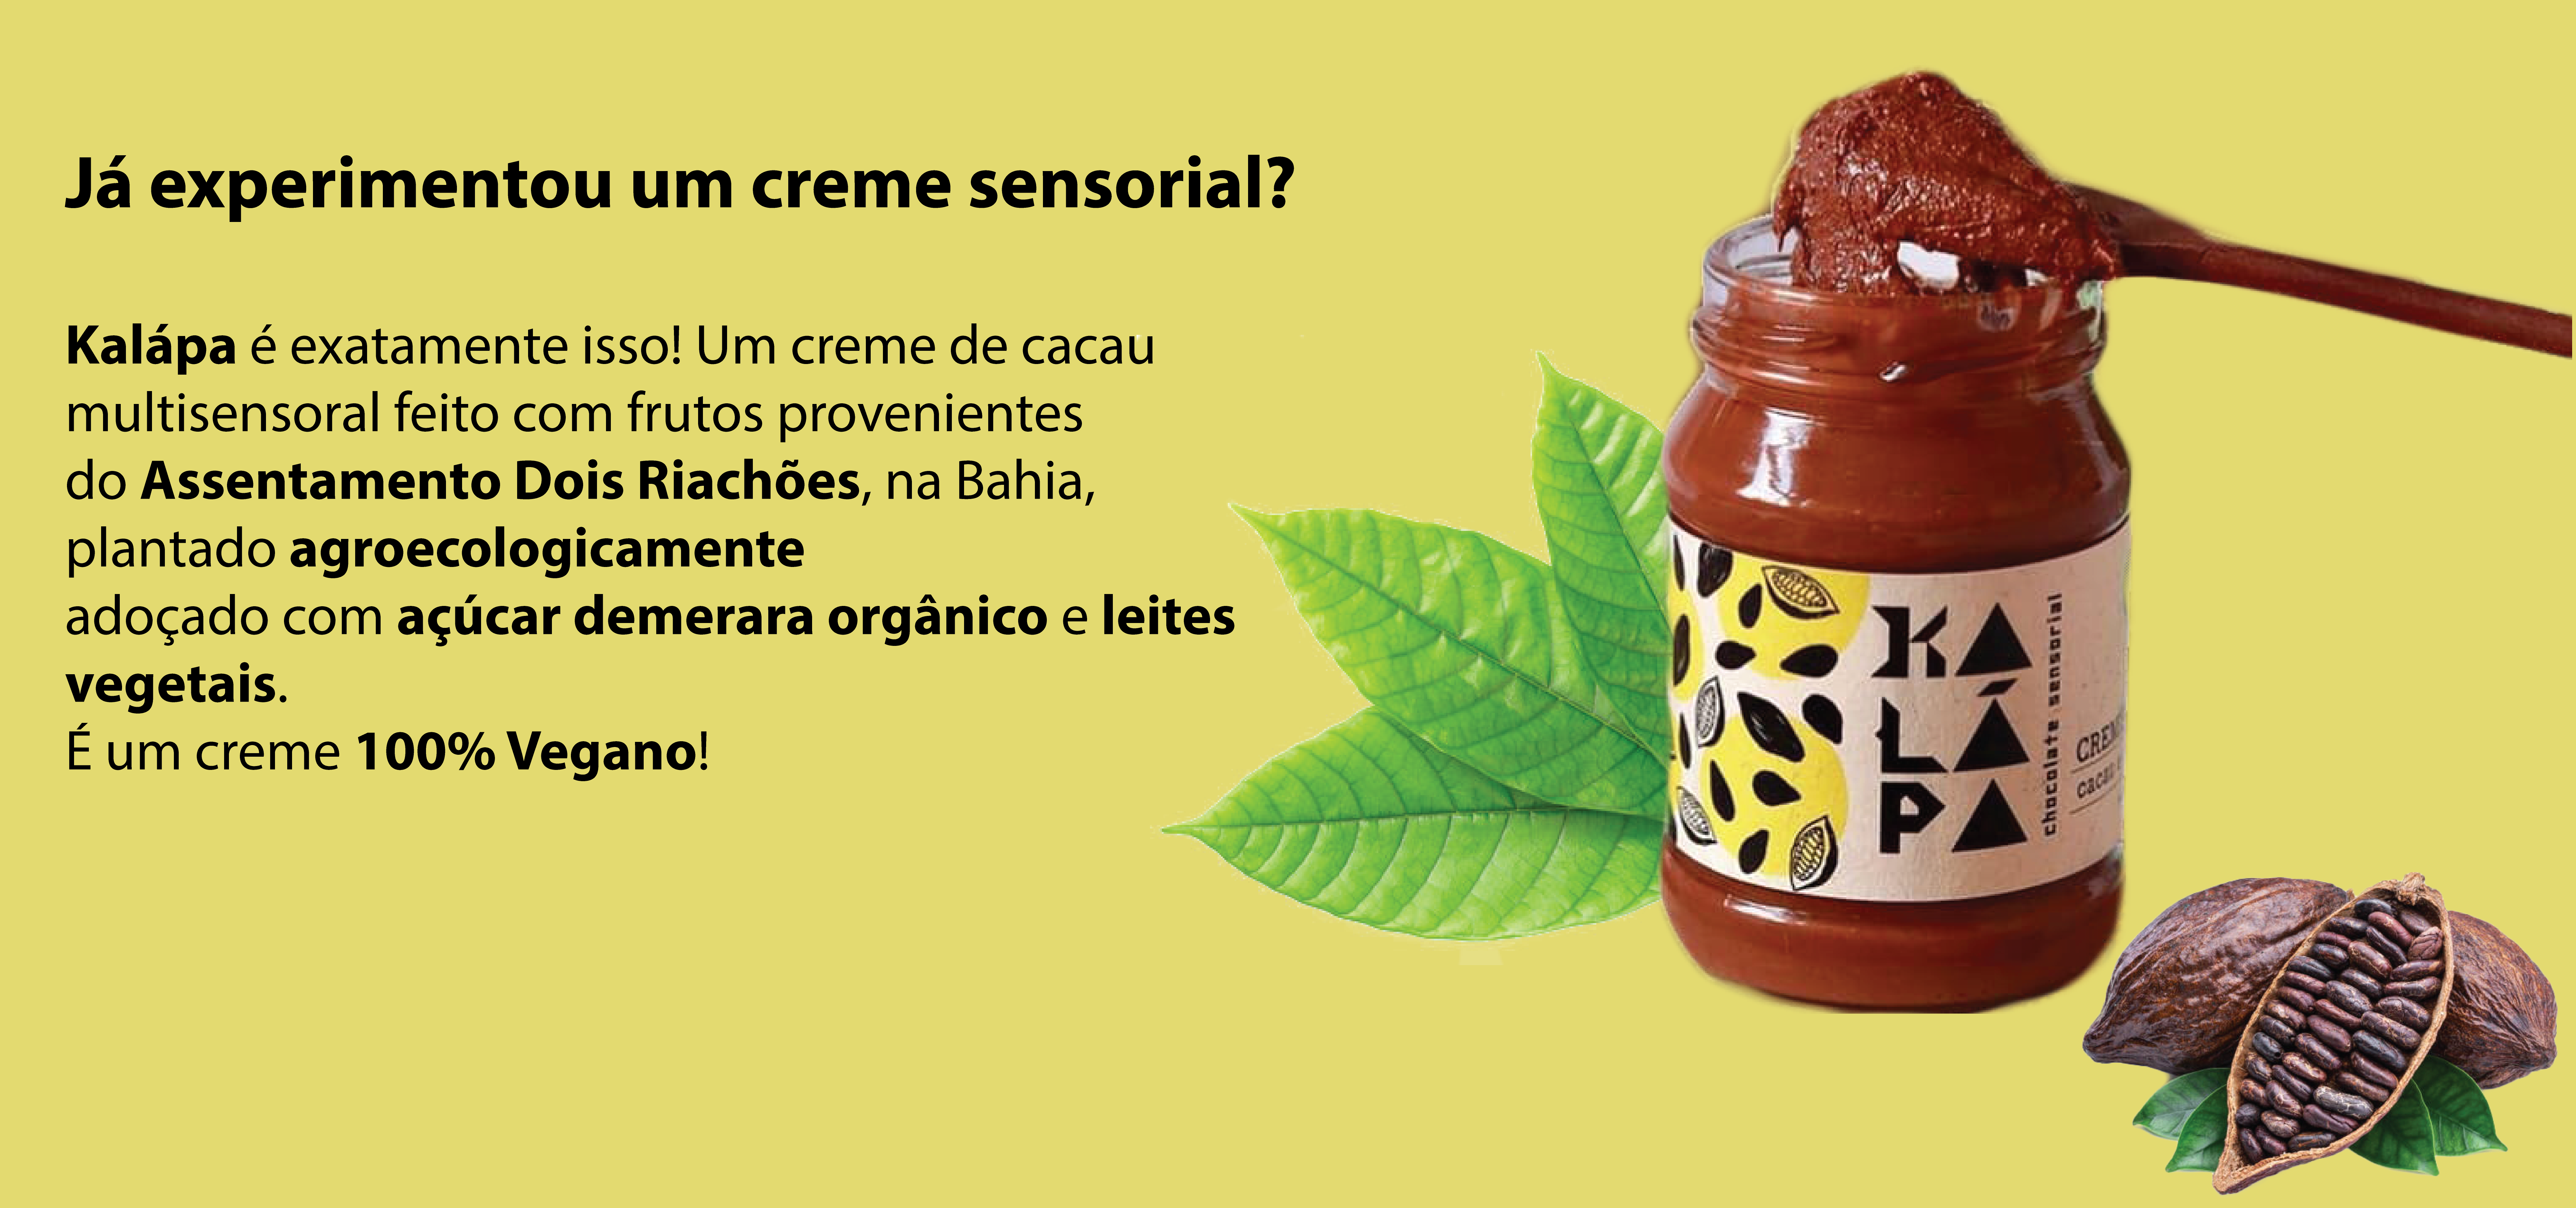 Já experimentou um creme sensorial?
Kalápa é exatamente isso! Um creme de cacau
multisensoral feito com frutos provenientes
do Assentamento Dois Riachões, na Bahia,
plantado agroecologicamente
adoçado com açúcar demerara orgânico e leites
vegetais.
É um creme 100% Vegano!
KA
LÁ
PA
chocolate sensorial
cacau